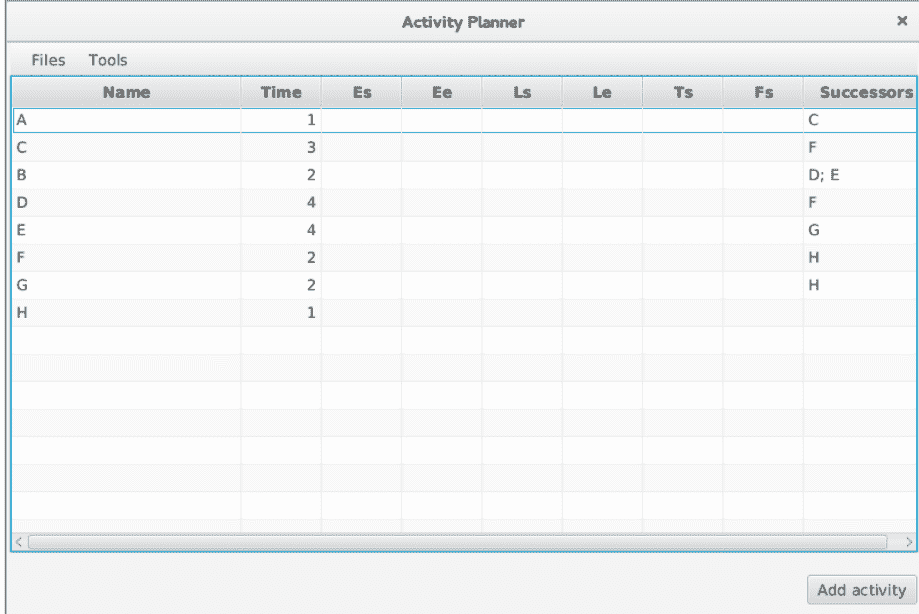 Activity Planner ×
Files Tools
Name Time Es Ee Ls Le Ts Fs Successors
A 1 C
C 3 F
B 2 D; E
D 4 F
E 4 G
F 2 H
G 2 H
H 1
Add activity